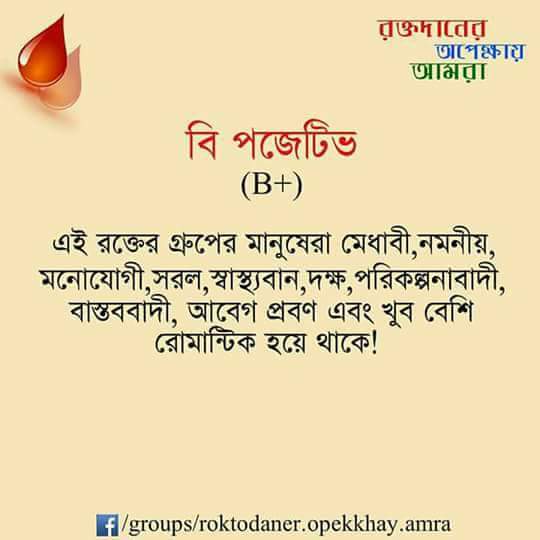 রক্তদানের
অপেক্ষায়
আমরা
বি পজেটিভ
(B+)
এই রক্তের গ্রুপের মানুষেরা মেধাবী,নমনীয়,
মনোযোগী,সরল,স্বাস্থ্যবান,দক্ষ,পরিকল্পনাবাদী,
বাস্তববাদী, আবেগ প্রবণ এবং খুব বেশি
রোমান্টিক হয়ে থাকে!
f/groups/roktodaner.opekkhay.amra